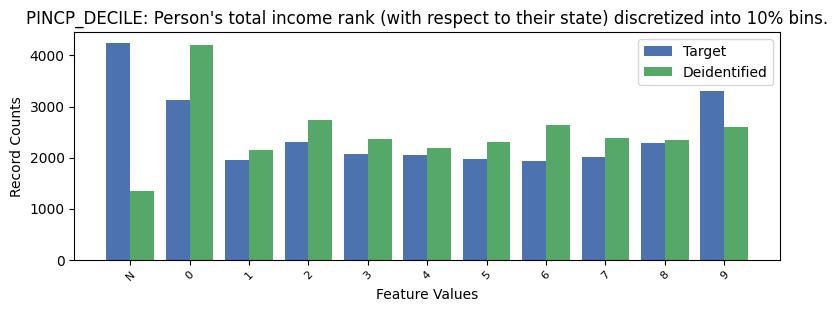 PINCP_DECILE: Person's total income rank (with respect to their state) discretized into 10% bins.
Target
Deidentified
Record Counts
4000
3000
2000
1000
0
N 0 1 2 3 4 5 6 7 8 9
Feature Values